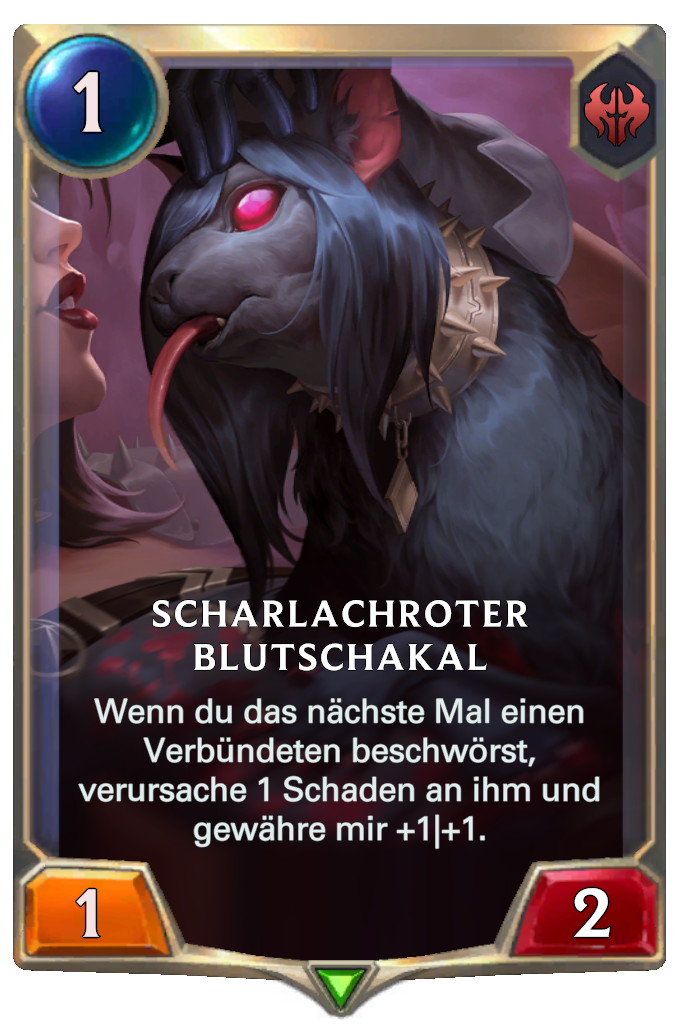 1
SCHARLACHROTER
BLUTSCHAKAL
Wenn du das nächste Mal einen
Verbündeten beschwörst,
verursache 1 Schaden an ihm und
gewähre mir +1|+1.
1
2